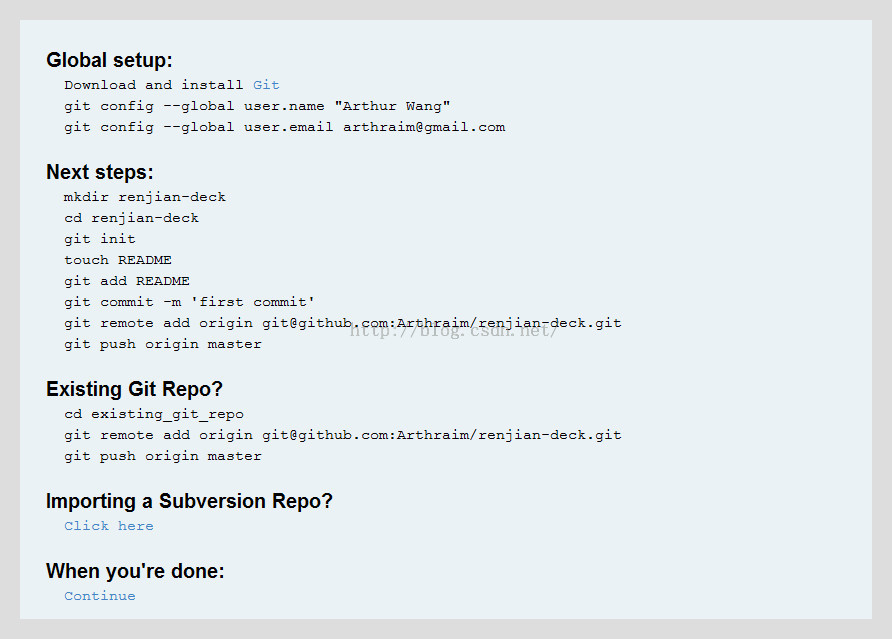 Global setup:
Download and install Git
git config --global user.name "Arthur Wang"
git config --global user.email arthraim@gmail.com
Next steps:
mkdir renjian-deck
cd renjian-deck
git init
touch README
git add README
git commit -m 'first commit'
git remote add origin git@github.com:Arthraim/renjian-deck.git
http://blog.csdn.net/
git push origin master
Existing Git Repo?
cd existing_git_repo
git remote add origin git@github.com:Arthraim/renjian-deck.git
git push origin master
Importing a Subversion Repo?
Click here
When you're done:
Continue